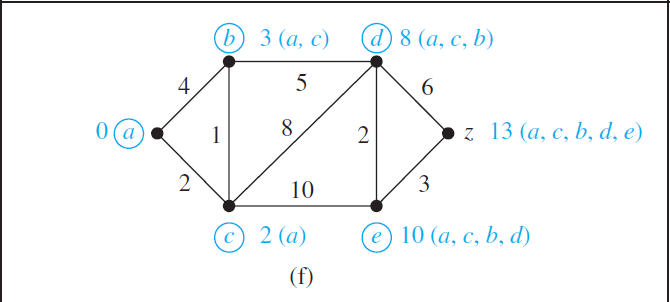 b 3 (a, c) d 8 (a, c, b)
4 5 6
0 a 1 8 2 z 13 (a, c, b, d, e)
2 10 3
c 2 (a) e 10 (a, c, b, d)
(f)